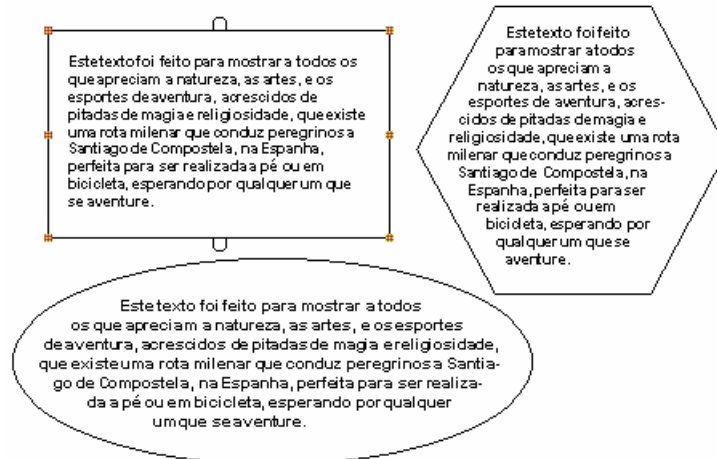 Este texto foi feito para mostrar a todos os
que apreciam a natureza, as artes, e os
esportes de aventura, acrescidos de
pitadas de magia e religiosidade, que existe
uma rota milenar que conduz peregrinos a
Santiago de Compostela, na Espanha,
perfeita para ser realizada a pé ou em
bicicleta, esperando por qualquer um que
se aventure.
Este texto foi feito
para mostrar a todos
os que apreciam a
natureza, as artes, e os
esportes de aventura, acres-
cidos de pitadas de magia e
religiosidade, que existe uma rota
milenar que conduz peregrinos a
Santiago de Compostela, na
Espanha, perfeita para ser
realizada a pé ou em
bicicleta, esperando por
qualquer um que se
aventure.
Este texto foi feito para mostrar a todos
os que apreciam a natureza, as artes, e os esportes
de aventura, acrescidos de pitadas de magia e religiosidade,
que existe uma rota milenar que conduz peregrinos a Santia-
go de Compostela, na Espanha, perfeita para ser realiza-
da a pé ou em bicicleta, esperando por qualquer
um que se aventure.